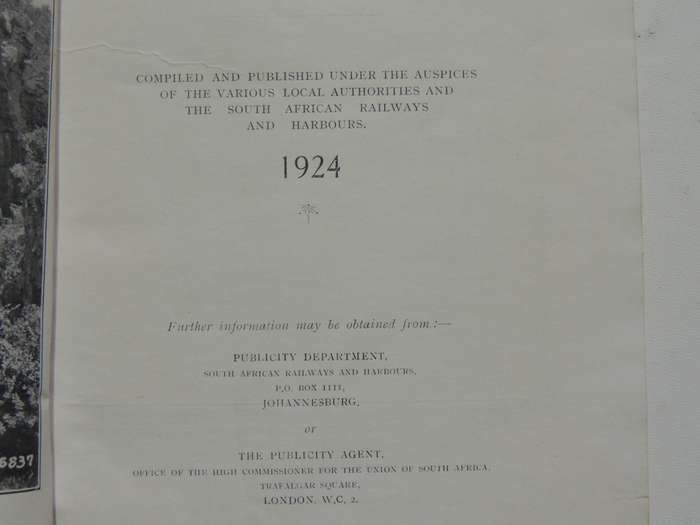 COMPILED AND PUBLISHED UNDER THE AUSPICES
OF THE VARIOUS LOCAL AUTHORITIES AND
THE SOUTH AFRICAN RAILWAYS
AND HARBOURS.
1924
Further information may be obtained from:—
PUBLICITY DEPARTMENT,
SOUTH AFRICAN RAILWAYS AND HARBOURS,
P.O. BOX 1111,
JOHANNESBURG,
or
THE PUBLICITY AGENT,
OFFICE OF THE HIGH COMMISSIONER FOR THE UNION OF SOUTH AFRICA,
TRAFALGAR SQUARE,
LONDON, W.C. 2.
6837